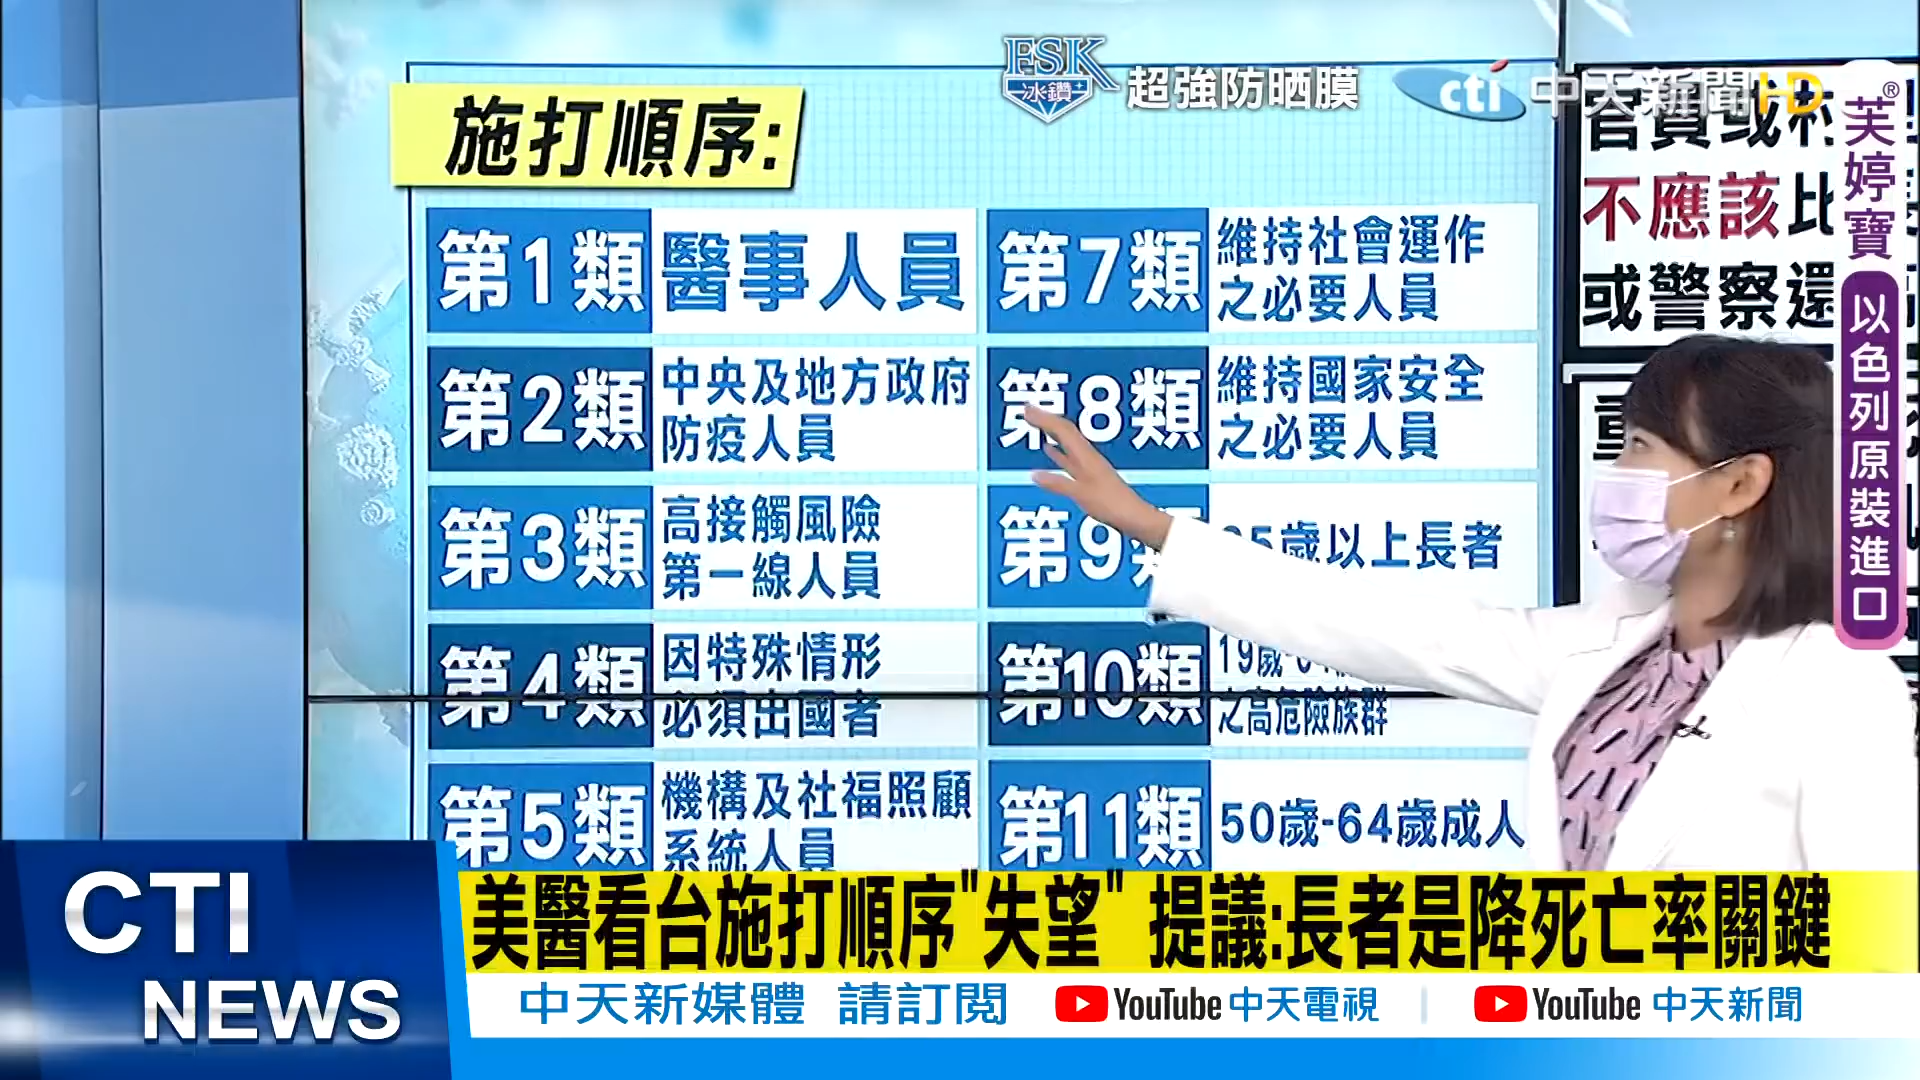 FSK
冰鑽
超強防晒膜
cti 中天新聞HD
施打順序:
第1類 醫事人員
第2類 中央及地方政府
防疫人員
第3類 高接觸風險
第一線人員
第4類 因特殊情形
必須出國者
第5類 機構及社福照顧
系統人員
第7類 維持社會運作
之必要人員
第8類 維持國家安全
之必要人員
第9類 歲以上長者
第10類 19歲
之高危險族群
第11類 50歲-64歲成人
不應該比
或警察還
芙婷寶®
以色列原裝進口
CTI
NEWS
美醫看台施打順序"失望" 提議:長者是降死亡率關鍵
中天新媒體 請訂閱 YouTube 中天電視 | YouTube 中天新聞